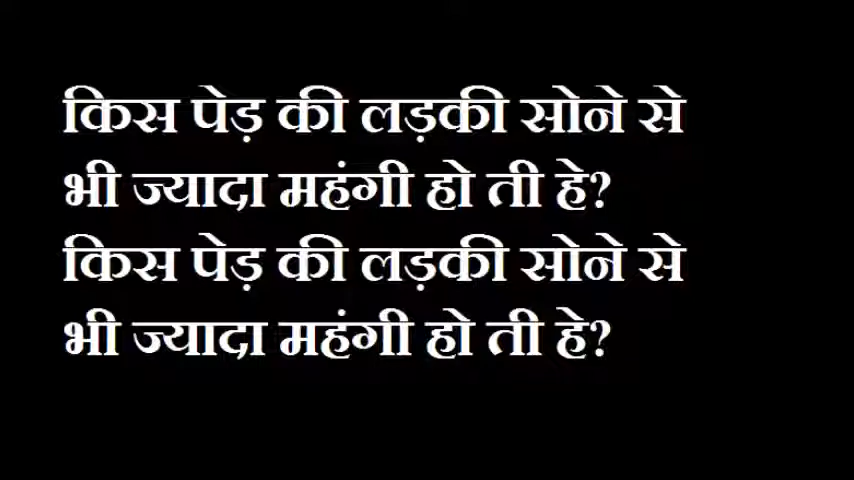 किस पेड़ की लड़की सोने से
भी ज्यादा महंगी हो ती हे?
किस पेड़ की लड़की सोने से
भी ज्यादा महंगी हो ती हे?